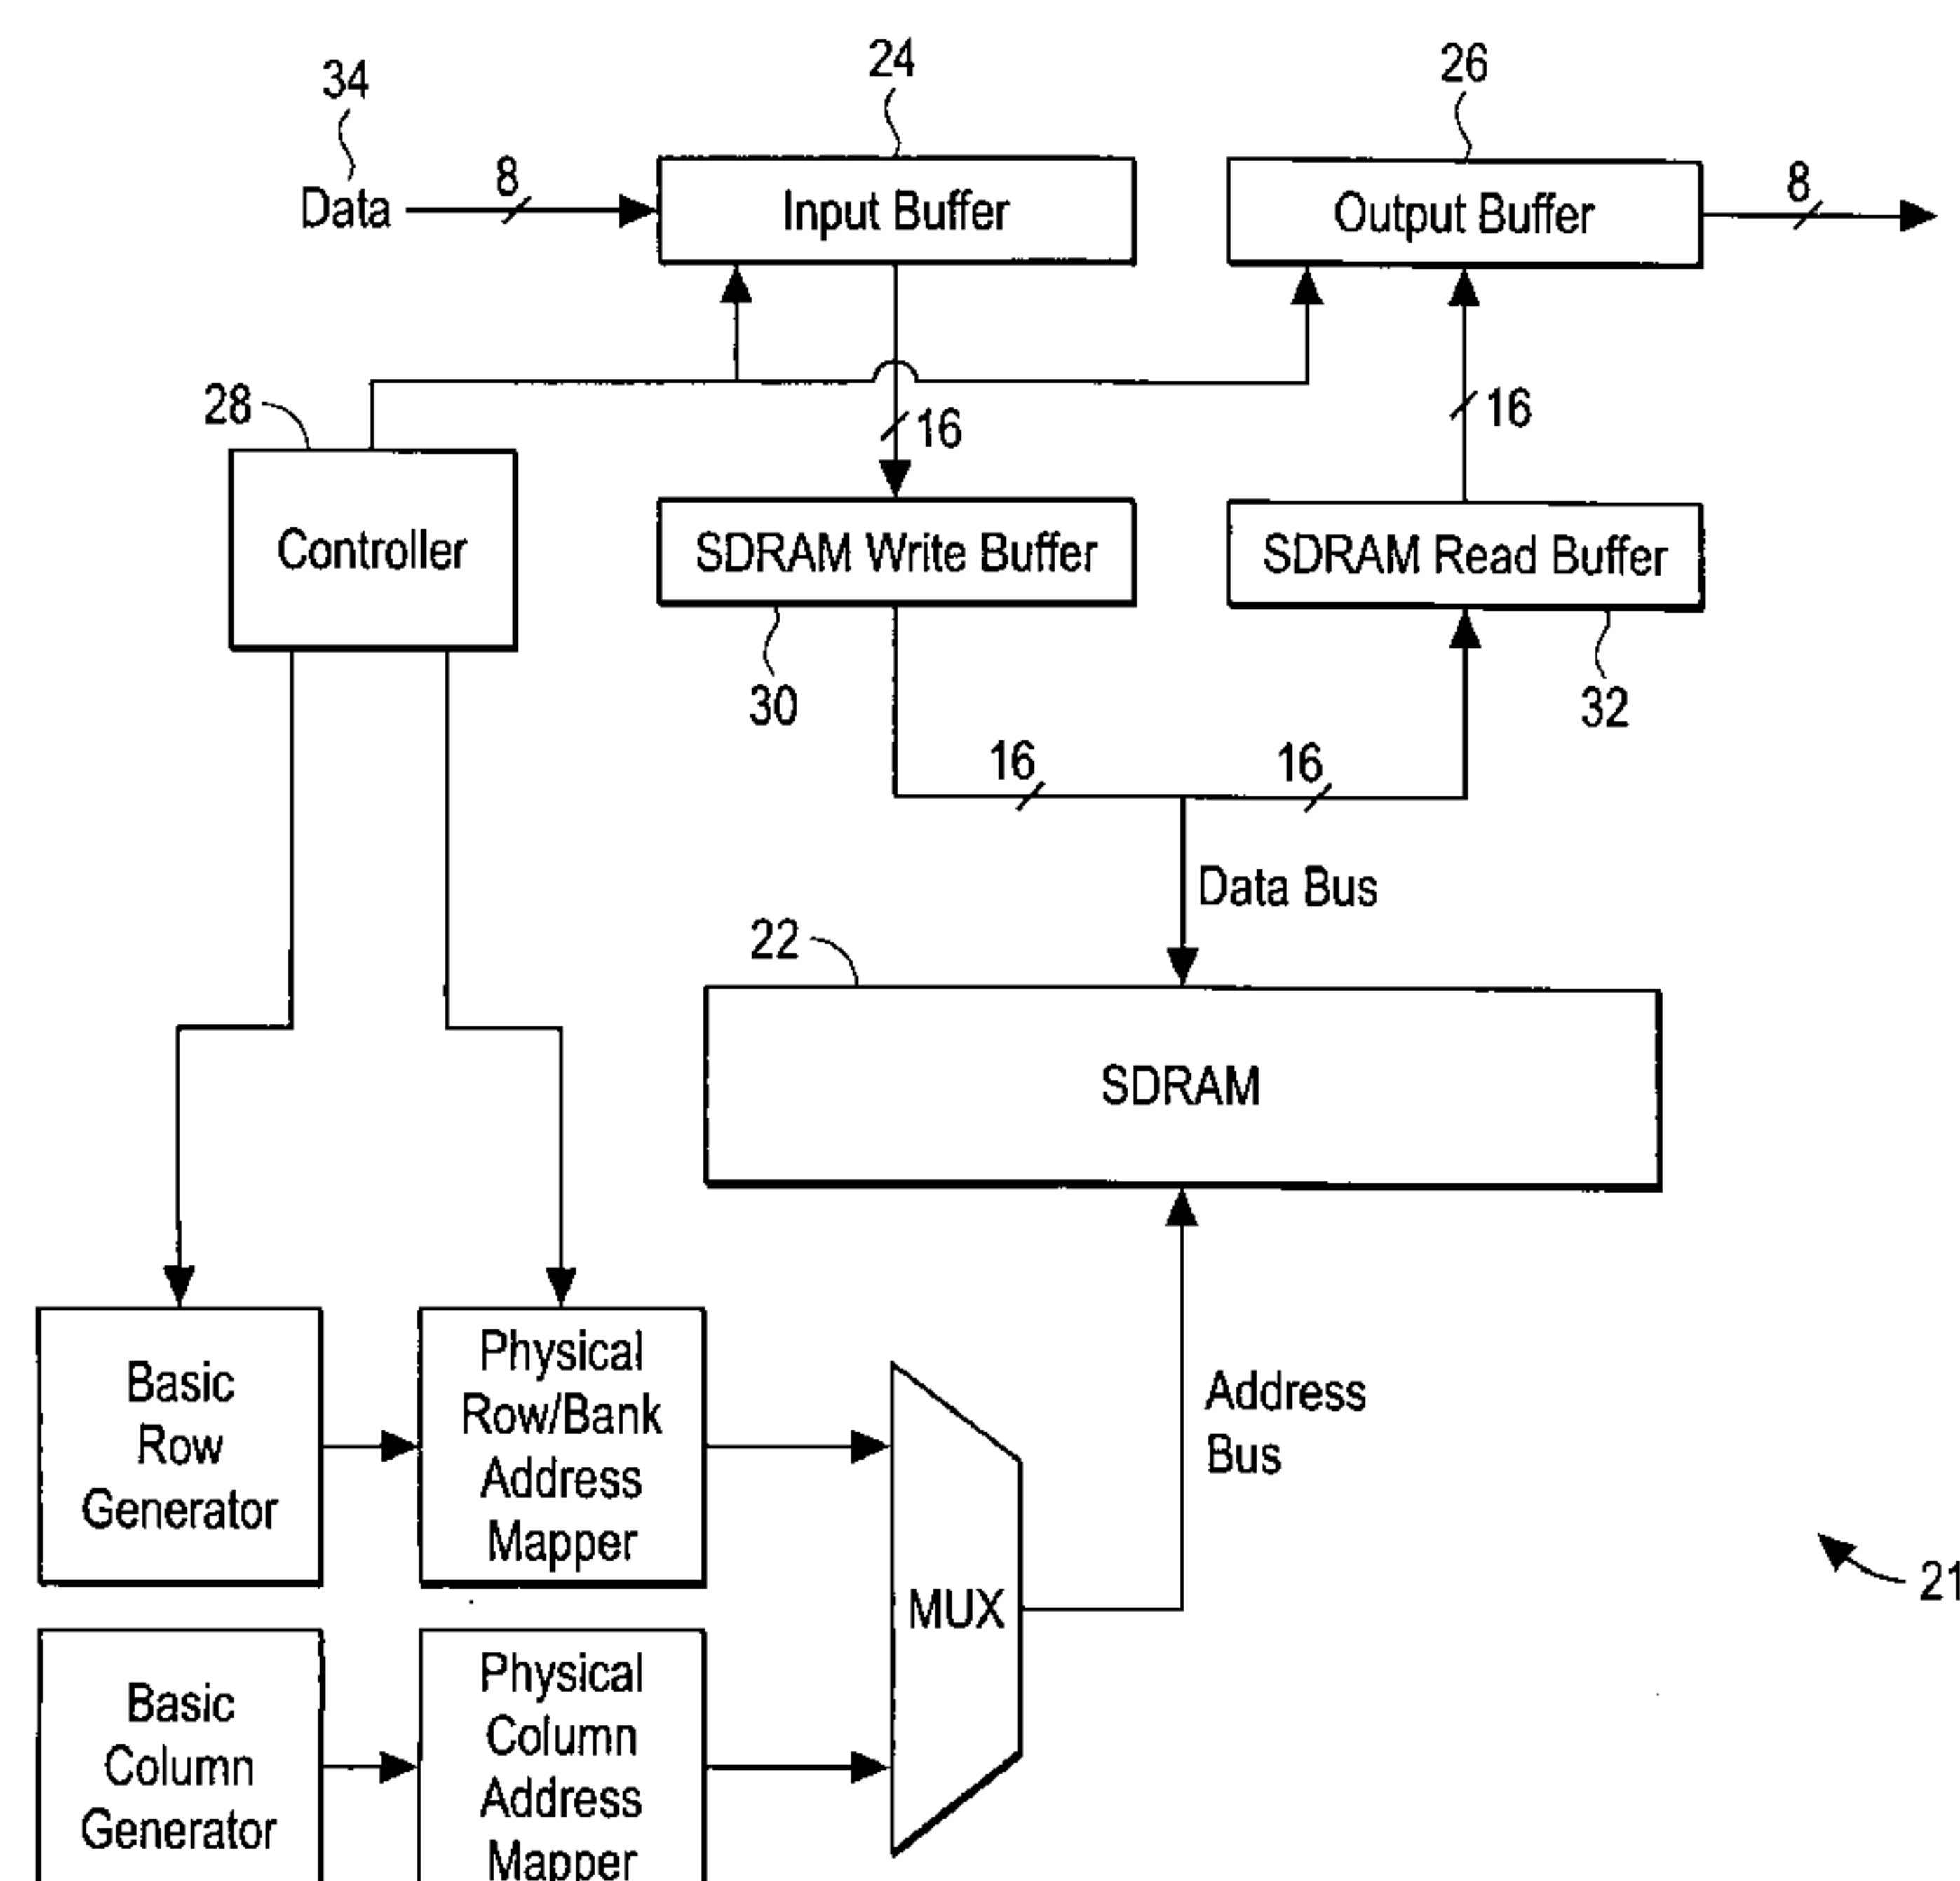 34
24
26
Data
8
Input Buffer
Output Buffer
8
28
16
16
Controller
SDRAM Write Buffer
SDRAM Read Buffer
30
32
16
16
Data Bus
22
SDRAM
Basic
Row
Generator
Physical
Row/Bank
Address
Mapper
Address
Bus
MUX
21
Basic
Column
Generator
Physical
Column
Address
Mapper